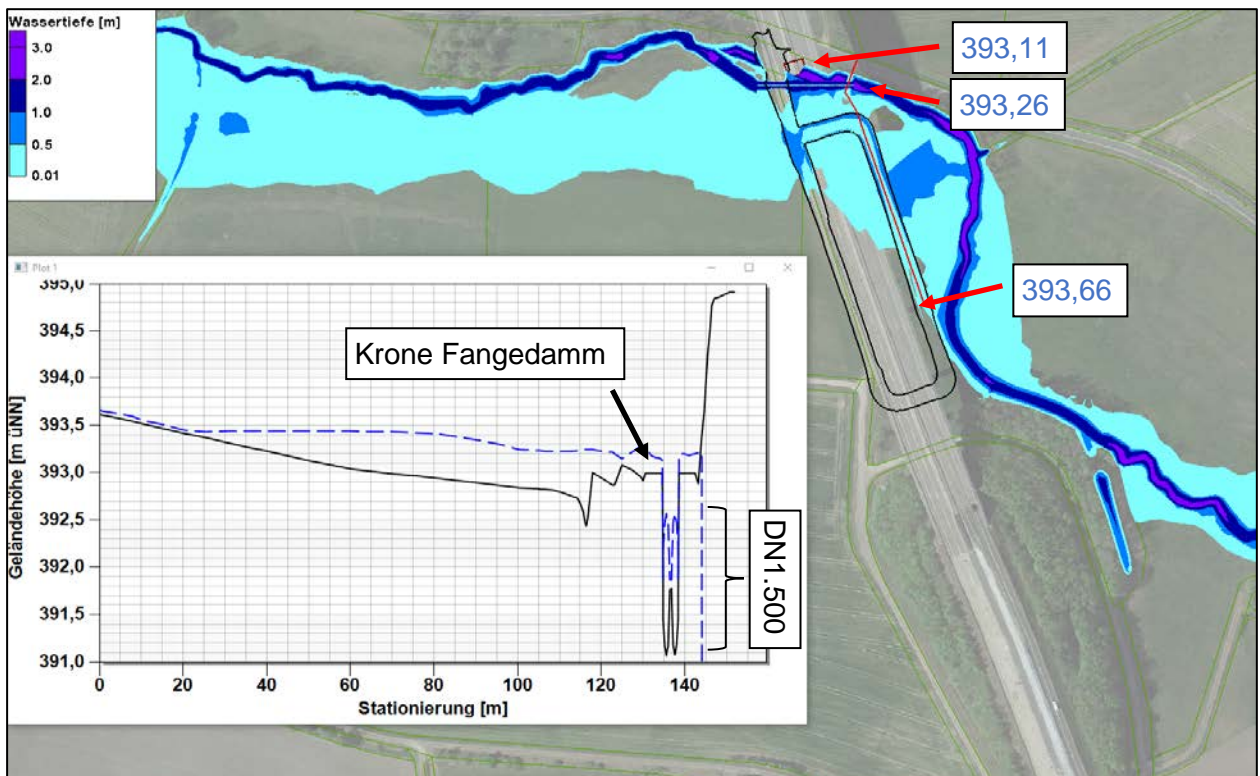 Wassertiefe [m]
3.0
2.0
1.0
0.5
0.01
393,11
393,26
393,66
Plot 1
395,0
394,5
394,0
393,5
393,0
392,5
392,0
391,5
391,0
Geländehöhe [m üNN]
Krone Fangedamm
DN1.500
0 20 40 60 80 100 120 140
Stationierung [m]